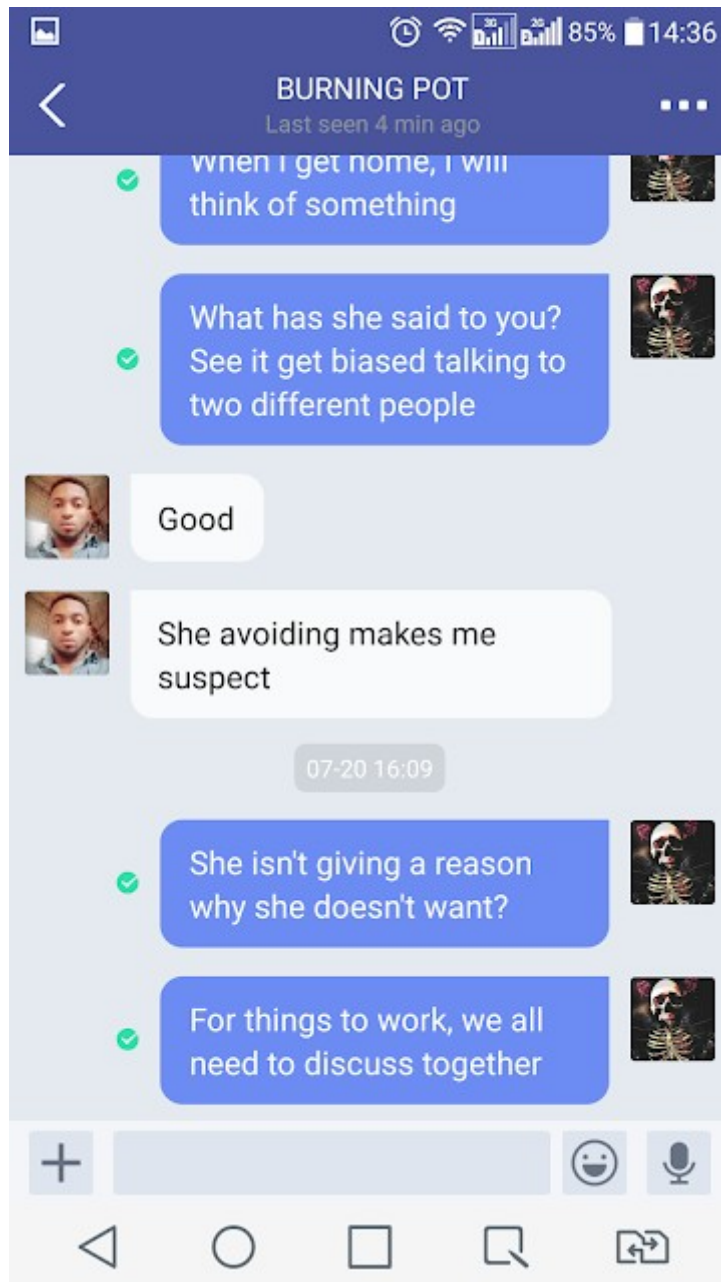 85% 14:36
BURNING POT
Last seen 4 min ago
When I get home, I will
think of something
What has she said to you?
See it get biased talking to
two different people
Good
She avoiding makes me
suspect
07-20 16:09
She isn't giving a reason
why she doesn't want?
For things to work, we all
need to discuss together